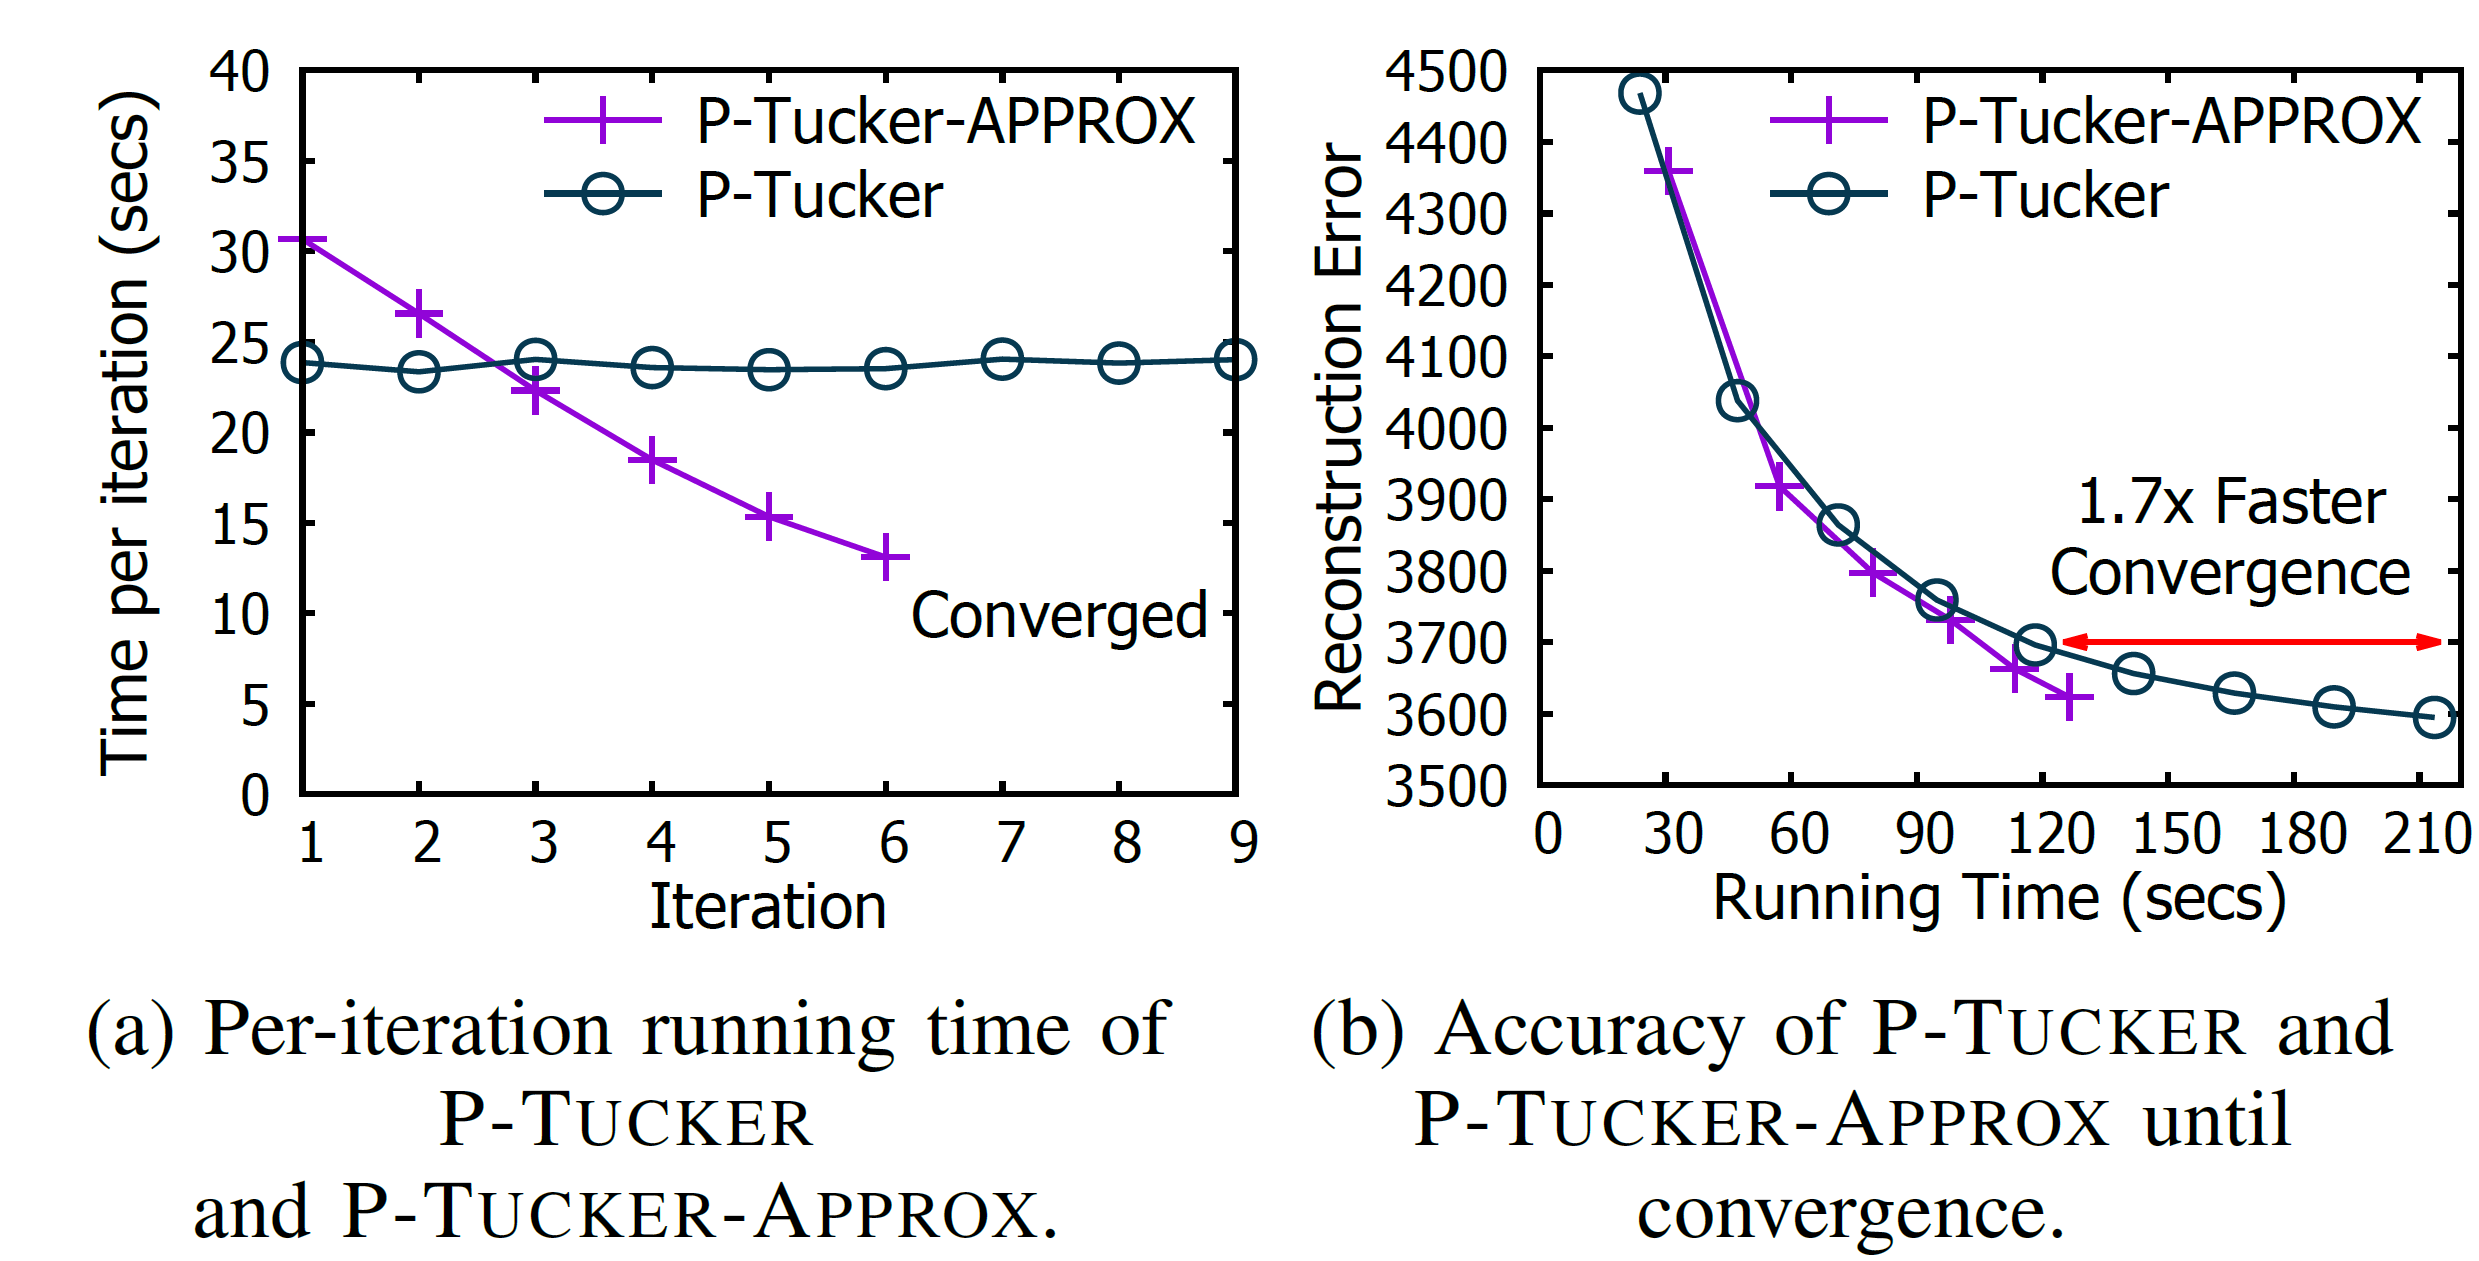 Time per iteration (secs)
40
35
30
25
20
15
10
5
0
P-Tucker-APPROX
P-Tucker
Converged
1 2 3 4 5 6 7 8 9
Iteration
Reconstruction Error
4500
4400
4300
4200
4100
4000
3900
3800
3700
3600
3500
P-Tucker-APPROX
P-Tucker
1.7x Faster
Convergence
0 30 60 90 120 150 180 210
Running Time (secs)
(a) Per-iteration running time of
P-TUCKER
and P-TUCKER-APPROX.
(b) Accuracy of P-TUCKER and
P-TUCKER-APPROX until
convergence.